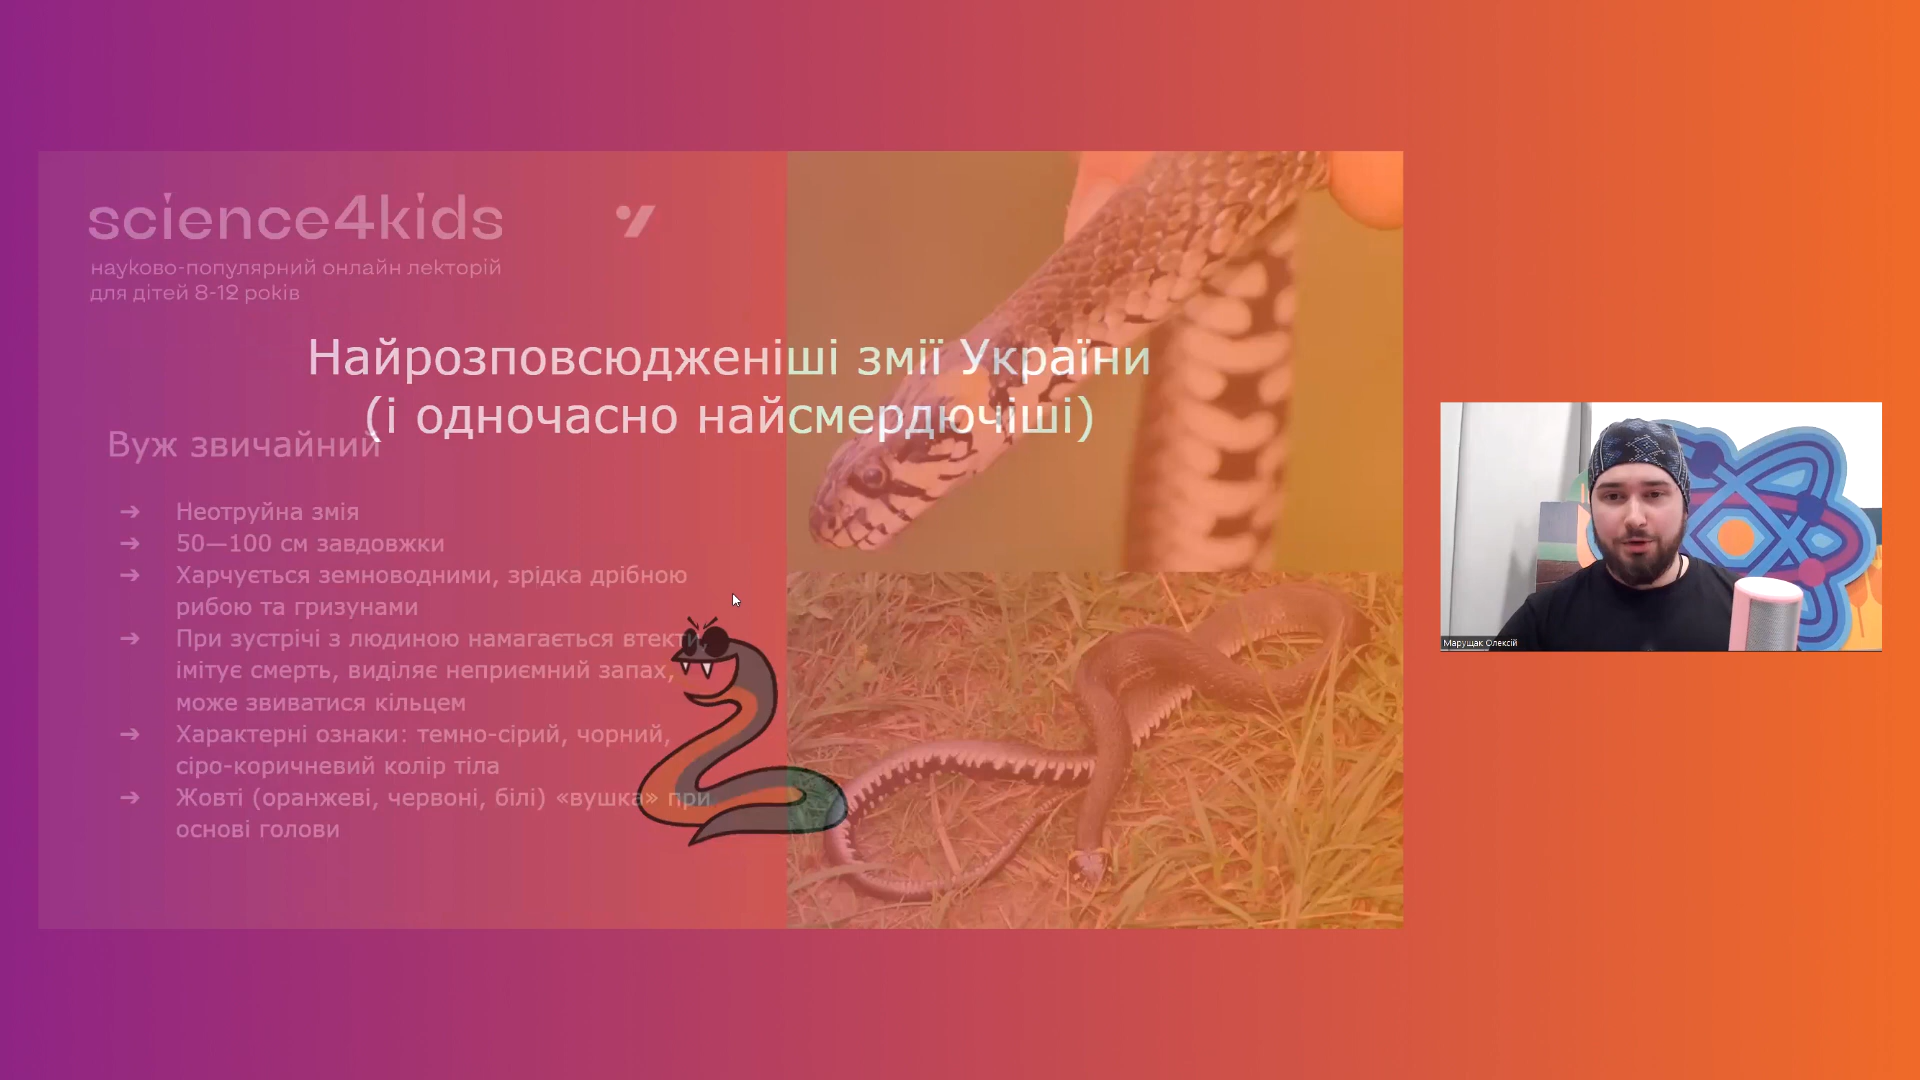 science4kids
науково-популярний онлайн лекторій
для дітей 8-12 років
Найрозповсюдженіші змії України
(і одночасно найсмердючіші)
Вуж звичайний
➔ Неотруйна змія
➔ 50—100 см завдовжки
➔ Харчується земноводними, зрідка дрібною
рибою та гризунами
➔ При зустрічі з людиною намагається втекти
імітує смерть, виділяє неприємний запах,
може звиватися кільцем
➔ Характерні ознаки: темно-сірий, чорний,
сіро-коричневий колір тіла
➔ Жовті (оранжеві, червоні, білі) «вушка» при
основі голови
Марущак Олексій